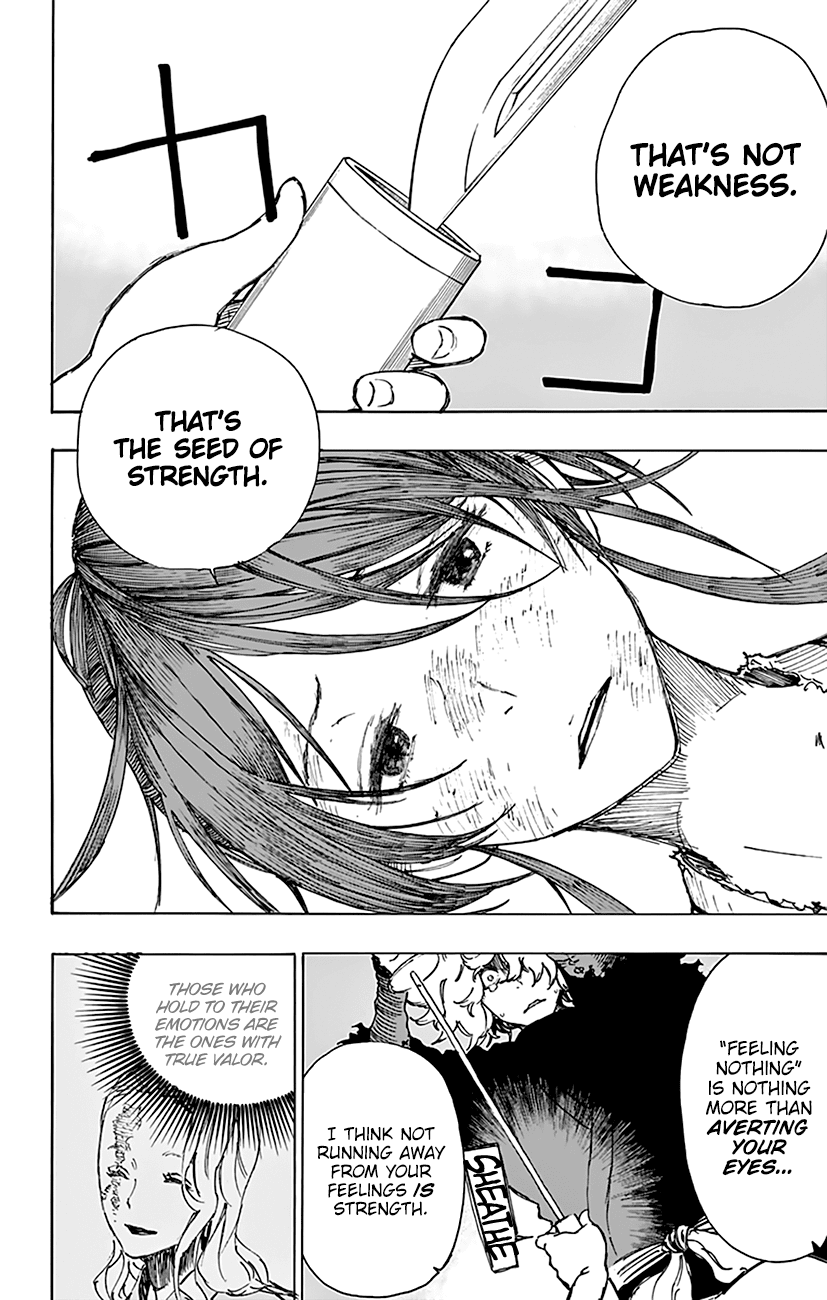 THAT'S NOT
WEAKNESS.
カ
コ
THAT'S
THE SEED OF
STRENGTH.
"FEELING
NOTHING"
IS NOTHING
MORE THAN
AVERTING
YOUR
EYES...
SHEATHE
I THINK NOT
RUNNING AWAY
FROM YOUR
FEELINGS IS
STRENGTH.
THOSE WHO
HOLD TO THEIR
EMOTIONS ARE
THE ONES WITH
TRUE VALOR.